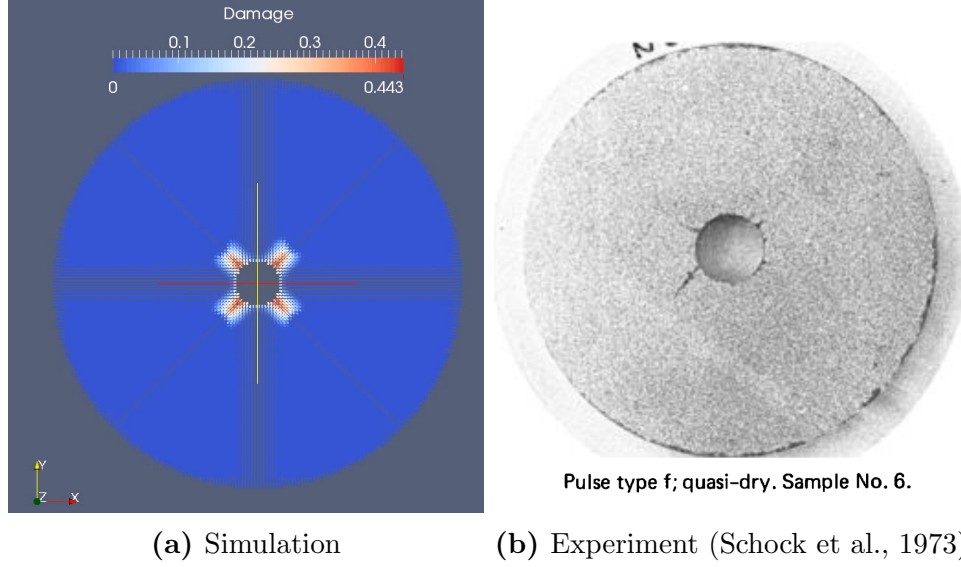 Damage
0.1 0.2 0.3 0.4
0 0.443
Y
Z X
Pulse type f; quasi-dry. Sample No. 6.
(a) Simulation
(b) Experiment (Schock et al., 1973)